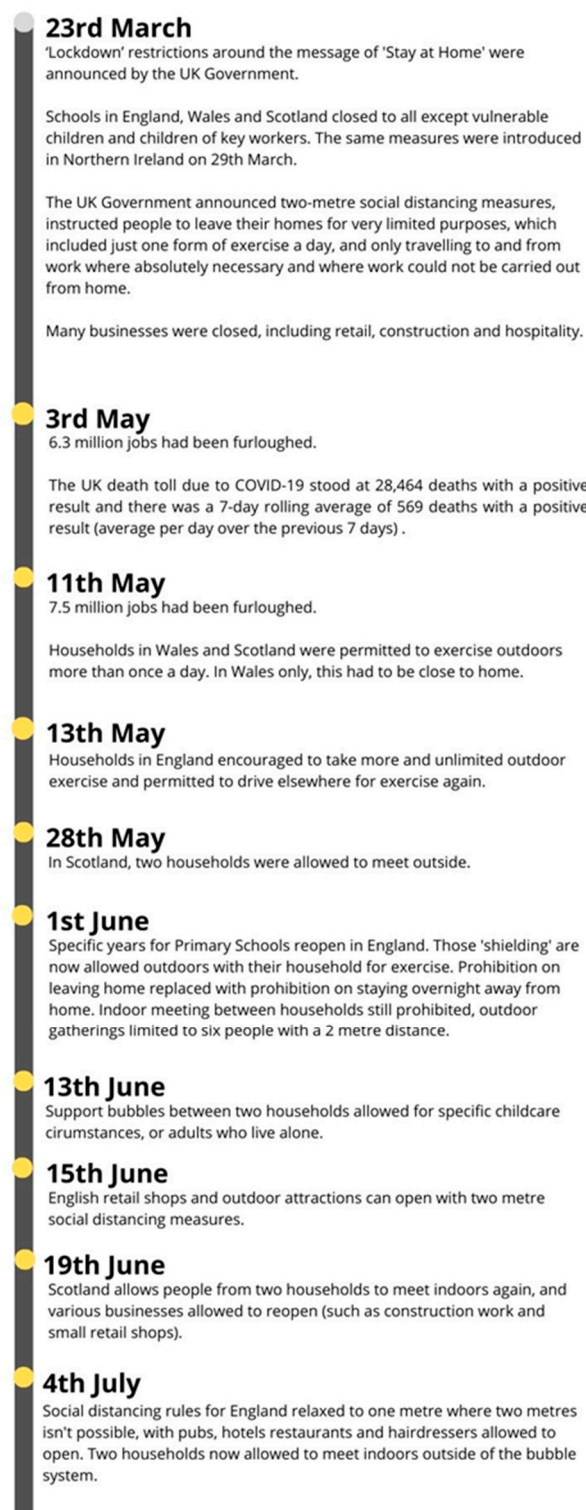 23rd March
‘Lockdown’ restrictions around the message of 'Stay at Home' were
announced by the UK Government.
Schools in England, Wales and Scotland closed to all except vulnerable
children and children of key workers. The same measures were introduced
in Northern Ireland on 29th March.
The UK Government announced two-metre social distancing measures,
instructed people to leave their homes for very limited purposes, which
included just one form of exercise a day, and only travelling to and from
work where absolutely necessary and where work could not be carried out
from home.
Many businesses were closed, including retail, construction and hospitality.
3rd May
6.3 million jobs had been furloughed.
The UK death toll due to COVID-19 stood at 28,464 deaths with a positive
result and there was a 7-day rolling average of 569 deaths with a positive
result (average per day over the previous 7 days) .
11th May
7.5 million jobs had been furloughed.
Households in Wales and Scotland were permitted to exercise outdoors
more than once a day. In Wales only, this had to be close to home.
13th May
Households in England encouraged to take more and unlimited outdoor
exercise and permitted to drive elsewhere for exercise again.
28th May
In Scotland, two households were allowed to meet outside.
1st June
Specific years for Primary Schools reopen in England. Those 'shielding' are
now allowed outdoors with their household for exercise. Prohibition on
leaving home replaced with prohibition on staying overnight away from
home. Indoor meeting between households still prohibited, outdoor
gatherings limited to six people with a 2 metre distance.
13th June
Support bubbles between two households allowed for specific childcare
cirumstances, or adults who live alone.
15th June
English retail shops and outdoor attractions can open with two metre
social distancing measures.
19th June
Scotland allows people from two households to meet indoors again, and
various businesses allowed to reopen (such as construction work and
small retail shops).
4th July
Social distancing rules for England relaxed to one metre where two metres
isn't possible, with pubs, hotels restaurants and hairdressers allowed to
open. Two households now allowed to meet indoors outside of the bubble
system.